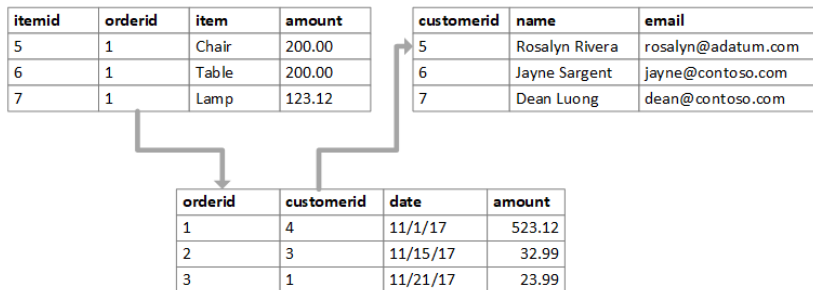 itemid orderid item amount
5 1 Chair 200.00
6 1 Table 200.00
7 1 Lamp 123.12
customerid name email
5 Rosalyn Rivera rosalyn@adatum.com
6 Jayne Sargent jayne@contoso.com
7 Dean Luong dean@contoso.com
orderid customerid date amount
1 4 11/1/17 523.12
2 3 11/15/17 32.99
3 1 11/21/17 23.99